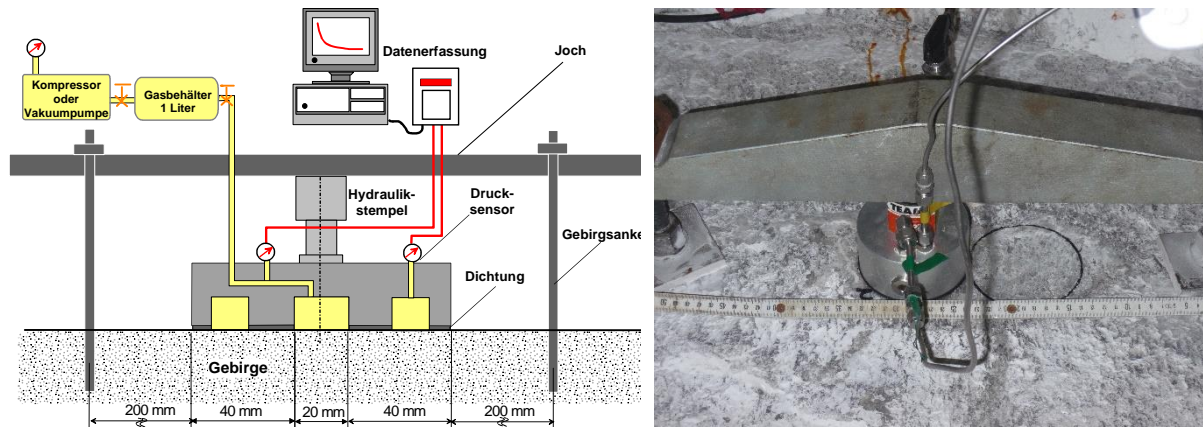 Datenerfassung
Joch
Kompressor
oder
Vakuumpumpe
Gasbehälter
1 Liter
Hydraulik-
stempel
Druck-
sensor
Gebirgsanke
Dichtung
Gebirge
200 mm
40 mm
20 mm
40 mm
200 mm